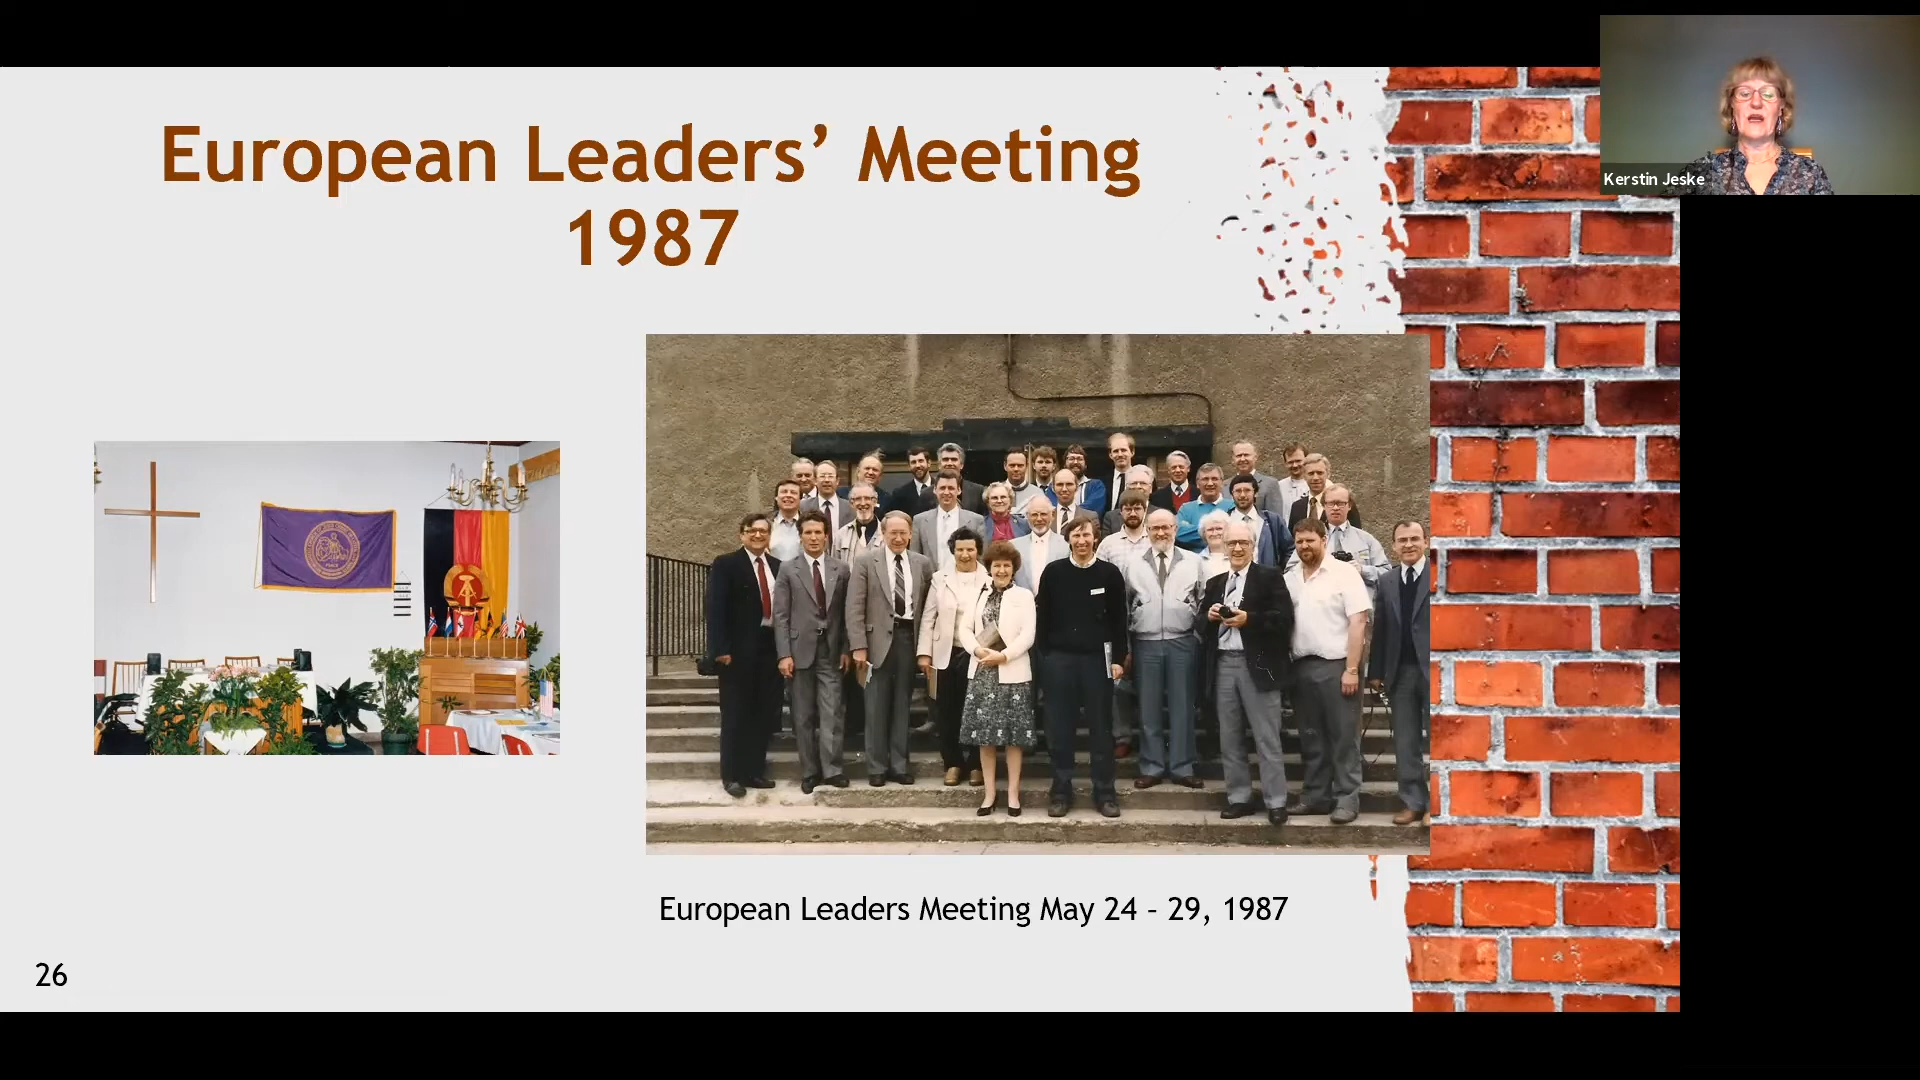 European Leaders’ Meeting
1987
Kerstin Jeske
European Leaders Meeting May 24 - 29, 1987
26